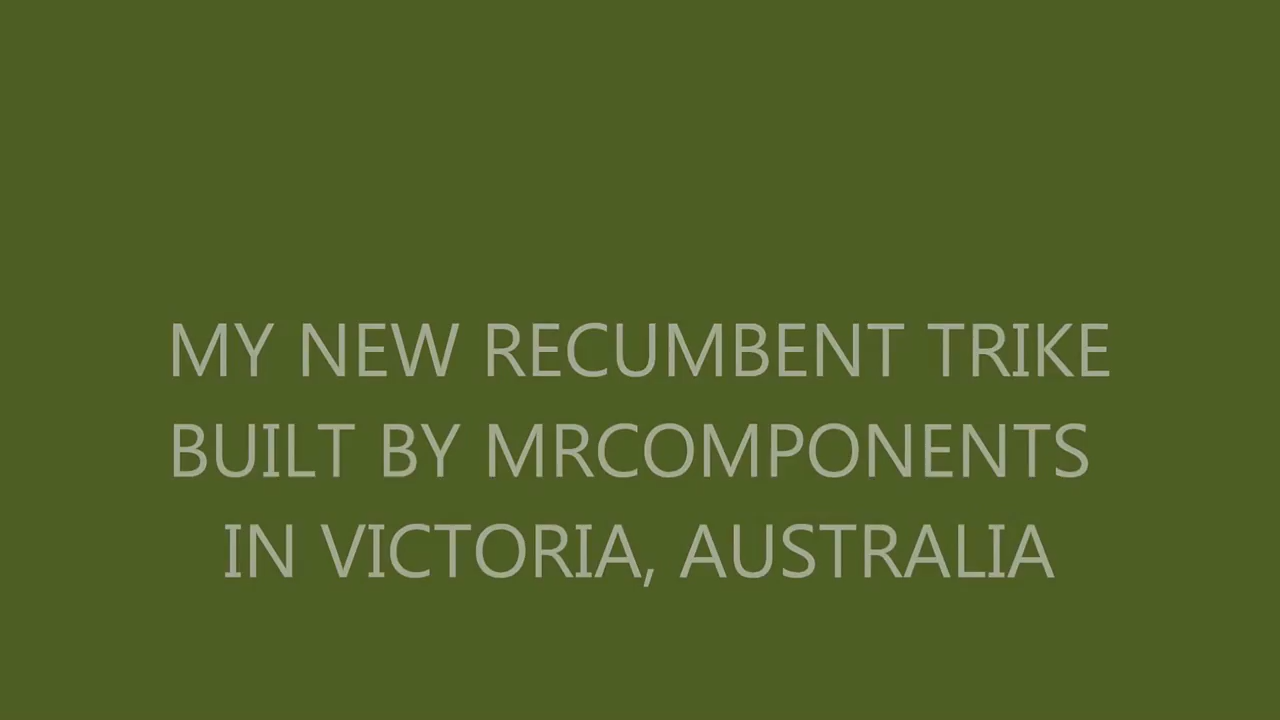 MY NEW RECUMBENT TRIKE
BUILT BY MRCOMPONENTS
IN VICTORIA, AUSTRALIA